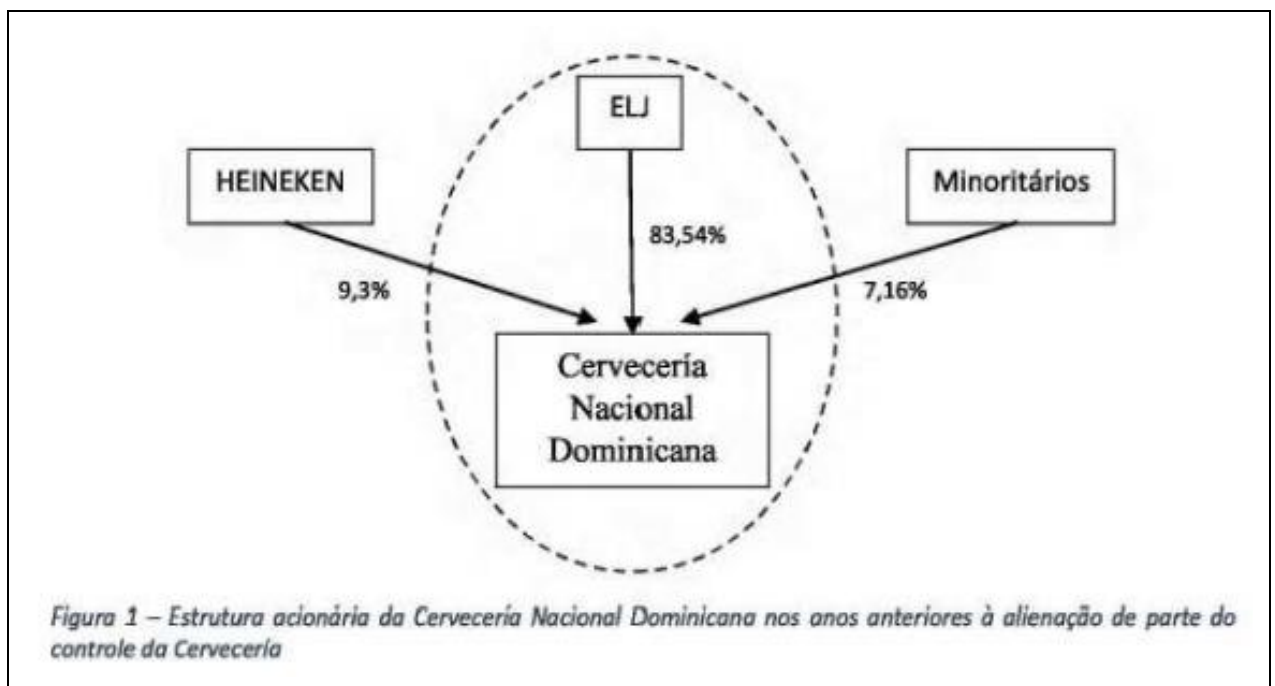 ELJ
HEINEKEN
Minoritários
83,54%
9,3%
7,16%
Cervecería
Nacional
Dominicana
Figura 1 – Estrutura acionária da Cervecería Nacional Dominicana nos anos anteriores à alienação de parte do
controle da Cervecería